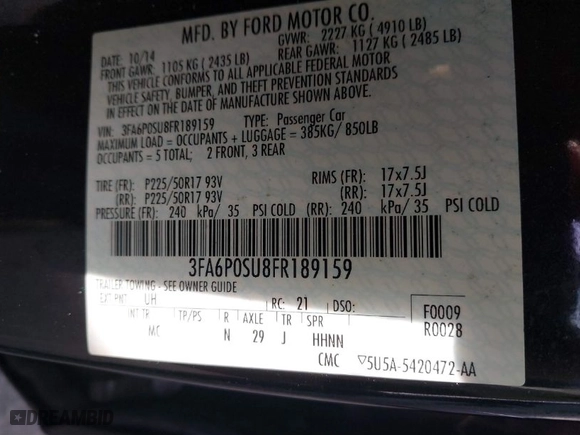 MFD. BY FORD MOTOR CO.
DATE: 10/14 GVWR: 2227 KG ( 4910 LB)
FRONT GAWR: 1105 KG ( 2435 LB) REAR GAWR: 1127 KG ( 2485 LB)
THIS VEHICLE CONFORMS TO ALL APPLICABLE FEDERAL MOTOR
VEHICLE SAFETY, BUMPER, AND THEFT PREVENTION STANDARDS
IN EFFECT ON THE DATE OF MANUFACTURE SHOWN ABOVE.
VIN: 3FA6P0SU8FR189159 TYPE: Passenger Car
MAXIMUM LOAD = OCCUPANTS + LUGGAGE = 385KG/ 850LB
OCCUPANTS = 5 TOTAL; 2 FRONT, 3 REAR
TIRE (FR): P225/50R17 93V RIMS (FR): 17x7.5J
(RR): P225/50R17 93V (RR): 17x7.5J
PRESSURE (FR): 240 kPa/ 35 PSI COLD (RR): 240 kPa/ 35 PSI COLD
3FA6P0SU8FR189159
TRAILER TOWING - SEE OWNER GUIDE
EXT PNT: UH RC: 21 DSO: F0009
INT TR TP/PS R AXLE TR SPR R0028
MC N 29 J HHNN
CMC ▽5U5A-5420472-AA
DREAMBID